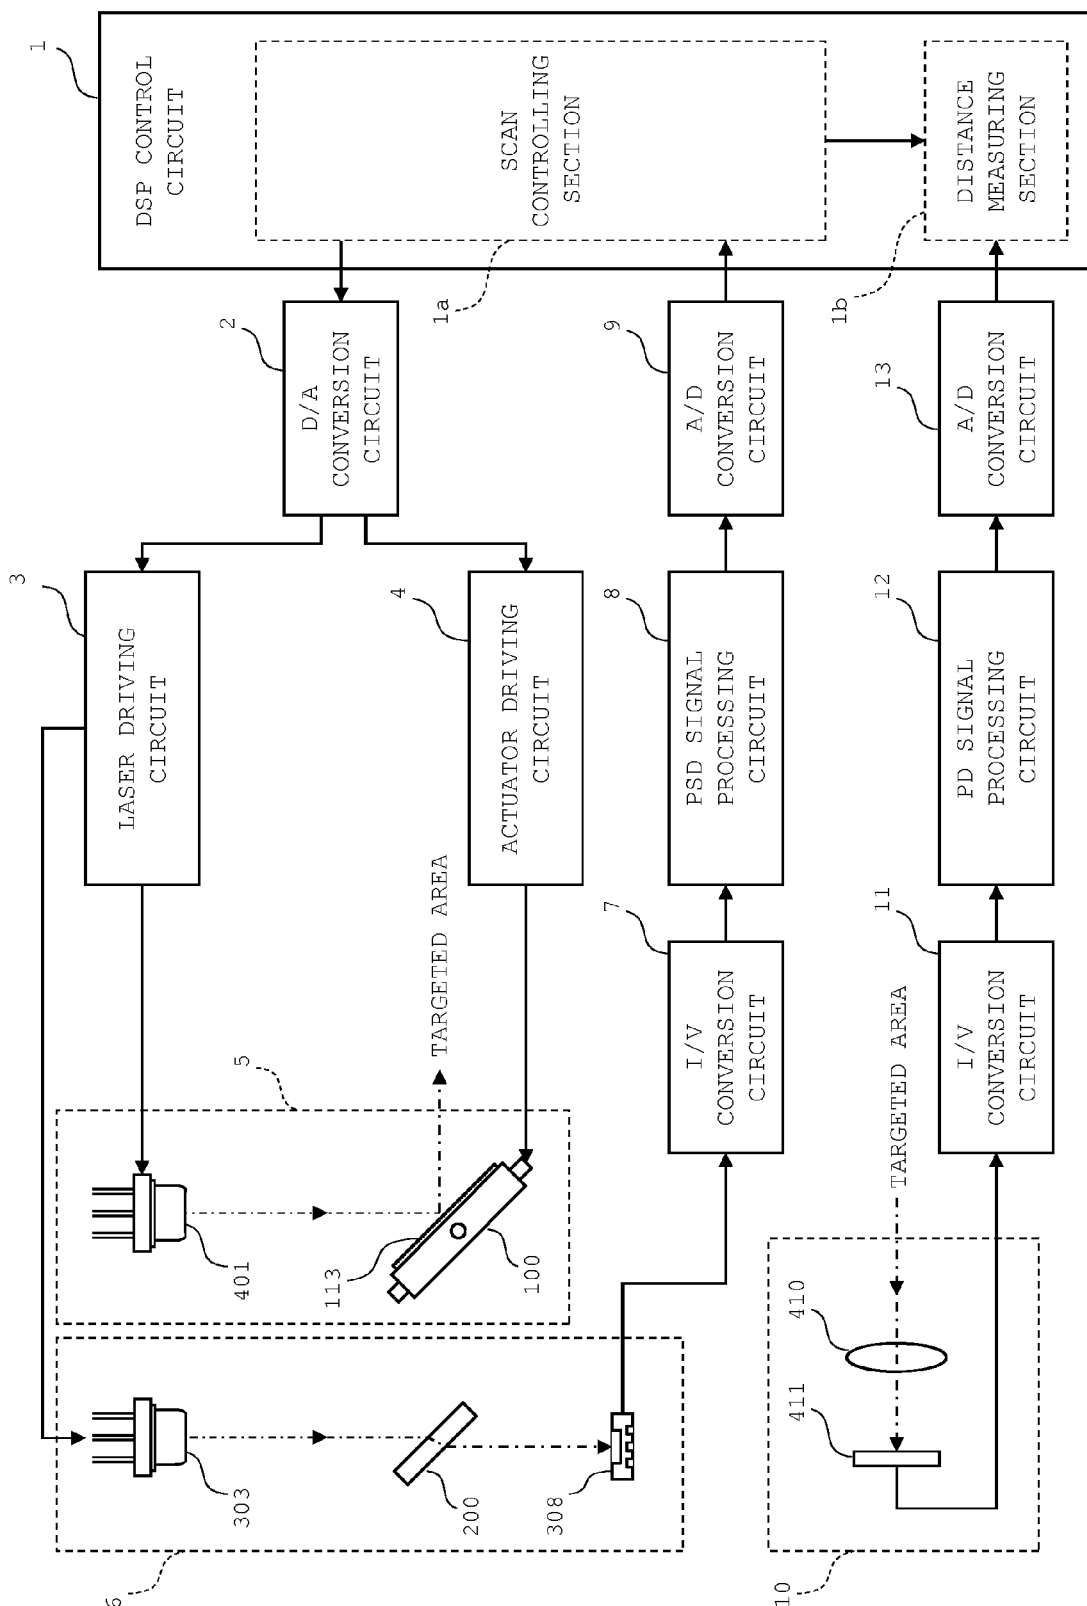 1
DSP CONTROL
CIRCUIT
SCAN
CONTROLLING
SECTION
DISTANCE
MEASURING
SECTION
1a
1b
2
D/A
CONVERSION
CIRCUIT
9
A/D
CONVERSION
CIRCUIT
13
A/D
CONVERSION
CIRCUIT
3
LASER DRIVING
CIRCUIT
4
ACTUATOR DRIVING
CIRCUIT
8
PSD SIGNAL
PROCESSING
CIRCUIT
12
PD SIGNAL
PROCESSING
CIRCUIT
7
I/V
CONVERSION
CIRCUIT
11
I/V
CONVERSION
CIRCUIT
5
TARGETED AREA
TARGETED AREA
401
113
100
410
411
303
200
308
6
10